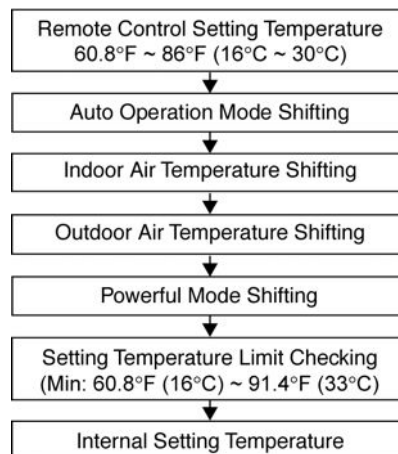 Remote Control Setting Temperature
60.8°F ~ 86°F (16°C ~ 30°C)
Auto Operation Mode Shifting
Indoor Air Temperature Shifting
Outdoor Air Temperature Shifting
Powerful Mode Shifting
Setting Temperature Limit Checking
(Min: 60.8°F (16°C) ~ 91.4°F (33°C)
Internal Setting Temperature